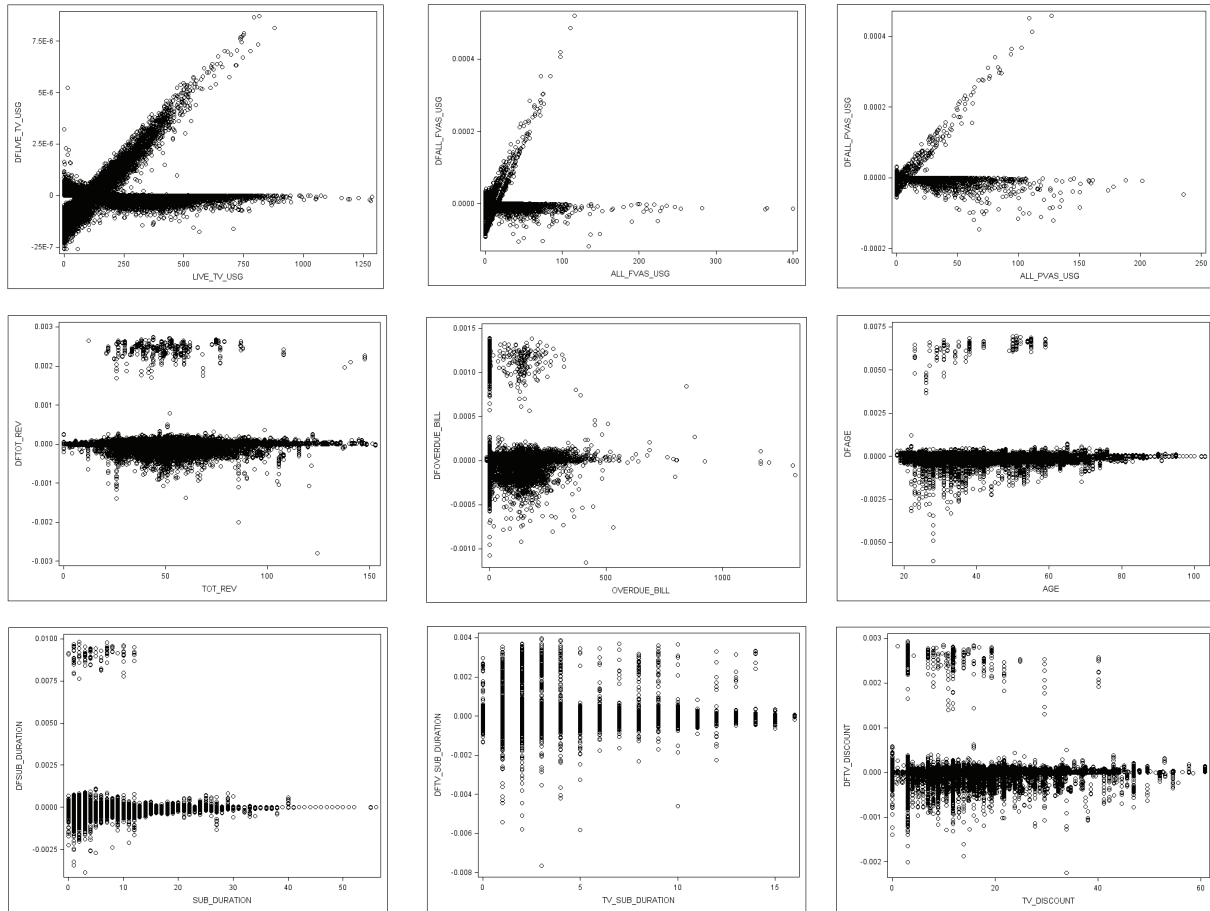 7.5E-6
5E-6
2.5E-6
0
-25E-7
DFLIVE_TV_USG
0 250 500 750 1000 1250
LIVE_TV_USG
0.0004
0.0002
0.0000
DFALL_FVAS_USG
0 100 200 300 400
ALL_FVAS_USG
0.0004
0.0002
0.0000
-0.0002
DFALL_PVAS_USG
0 50 100 150 200 250
ALL_PVAS_USG
0.003
0.002
0.001
0.000
-0.001
-0.002
-0.003
DFTOT_REV
0 50 100 150
TOT_REV
0.0015
0.0010
0.0005
0.0000
-0.0005
-0.0010
DFOVERDUE_BILL
0 500 1000
OVERDUE_BILL
0.0075
0.0050
0.0025
0.0000
-0.0025
-0.0050
DFAGE
20 40 60 80 100
AGE
0.0100
0.0075
0.0050
0.0025
0.0000
-0.0025
DFSUB_DURATION
0 10 20 30 40 50
SUB_DURATION
0.004
0.002
0.000
-0.002
-0.004
-0.006
-0.008
DFTV_SUB_DURATION
0 5 10 15
TV_SUB_DURATION
0.003
0.002
0.001
0.000
-0.001
-0.002
DFTV_DISCOUNT
0 20 40 60
TV_DISCOUNT